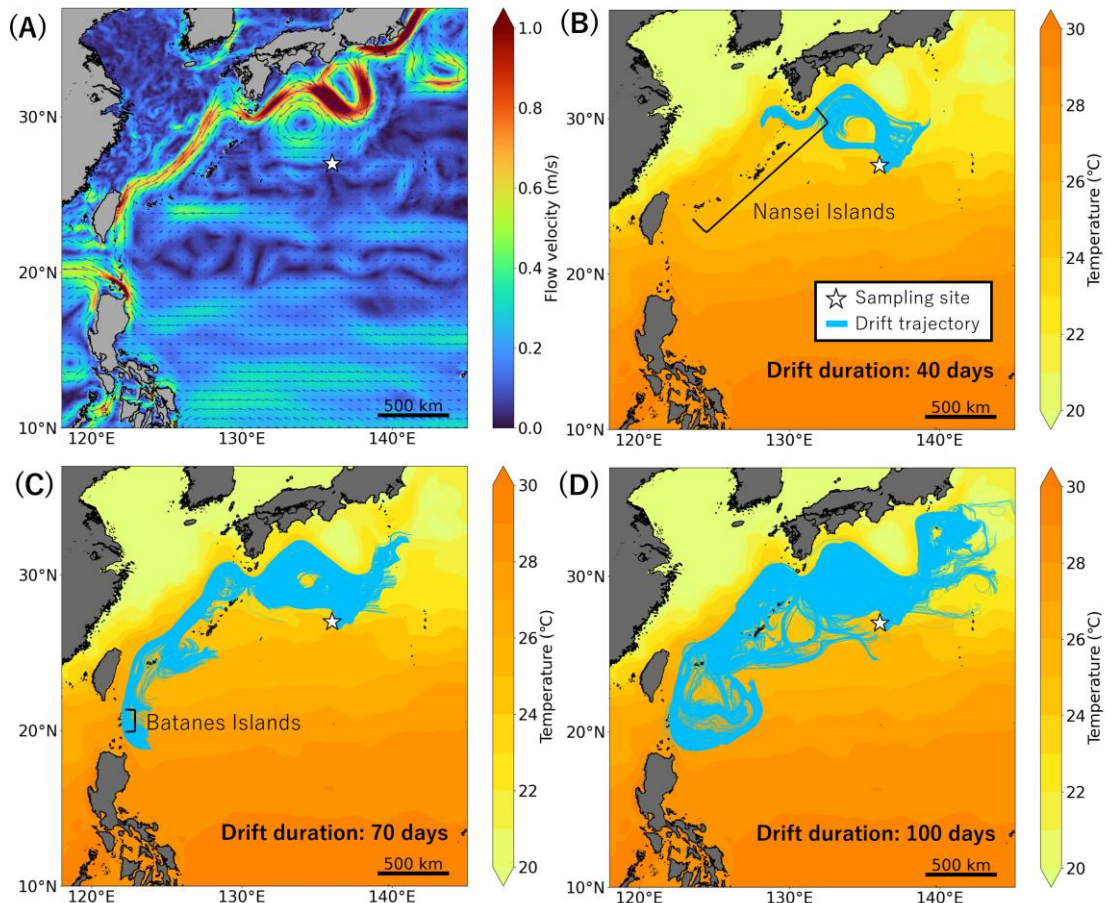 (A)
30°N
20°N
10°N
120°E
130°E
140°E
500 km
1.0
0.8
0.6
0.4
0.2
0.0
Flow velocity (m/s)
(B)
30°N
20°N
10°N
120°E
130°E
140°E
Nansei Islands
Sampling site
Drift trajectory
Drift duration: 40 days
500 km
30
28
26
24
22
20
Temperature (°C)
(C)
30°N
20°N
10°N
120°E
130°E
140°E
Batanes Islands
Drift duration: 70 days
500 km
30
28
26
24
22
20
Temperature (°C)
(D)
30°N
20°N
10°N
120°E
130°E
140°E
Drift duration: 100 days
500 km
30
28
26
24
22
20
Temperature (°C)